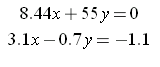 8.44x + 55y = 0
3.1x − 0.7y = −1.1